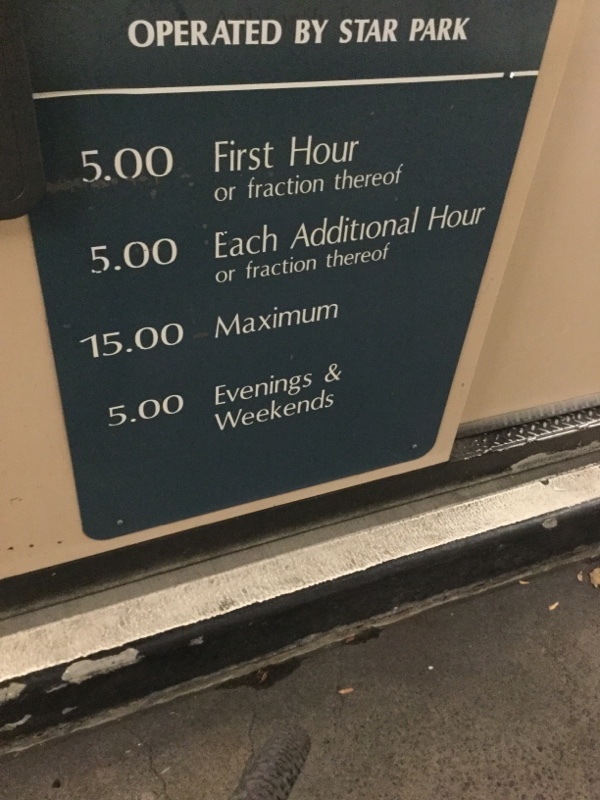 OPERATED BY STAR PARK
5.00 First Hour
or fraction thereof
5.00 Each Additional Hour
or fraction thereof
15.00 Maximum
5.00 Evenings &
Weekends